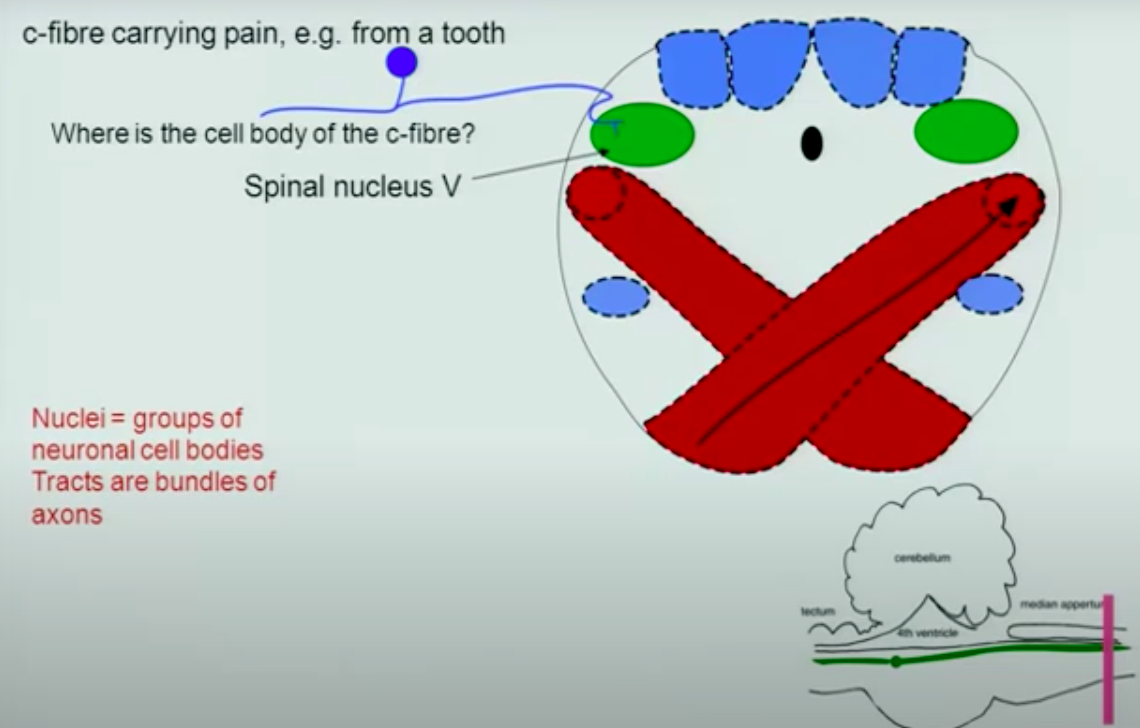 c-fibre carrying pain, e.g. from a tooth
Where is the cell body of the c-fibre?
Spinal nucleus V
Nuclei = groups of
neuronal cell bodies
Tracts are bundles of
axons
cerebellum
tectum
median appertur
4th ventricle